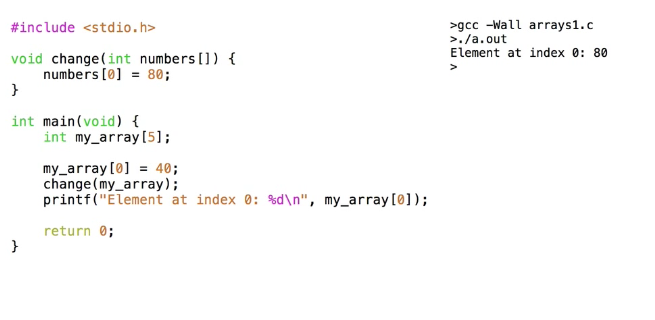 #include <stdio.h>
void change(int numbers[]) {
    numbers[0] = 80;
}
int main(void) {
    int my_array[5];
    my_array[0] = 40;
    change(my_array);
    printf("Element at index 0: %d\n", my_array[0]);
    return 0;
}
>gcc -Wall arrays1.c
>./a.out
Element at index 0: 80
>